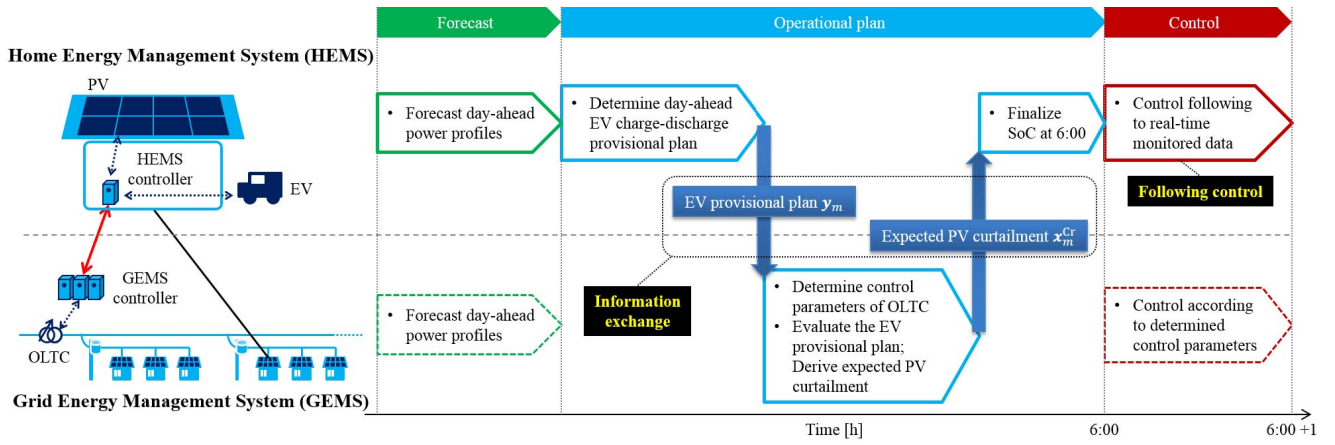 Forecast
Operational plan
Control
Home Energy Management System (HEMS)
PV
HEMS
controller
EV
GEMS
controller
OLTC
Grid Energy Management System (GEMS)
• Forecast day-ahead
power profiles
• Determine day-ahead
EV charge-discharge
provisional plan
• Finalize
SoC at 6:00
• Control following
to real-time
monitored data
Following control
EV provisional plan 𝒚ₘ
Expected PV curtailment 𝒙ₘᶜʳ
Information
exchange
• Forecast day-ahead
power profiles
• Determine control
parameters of OLTC
• Evaluate the EV
provisional plan;
Derive expected PV
curtailment
• Control according
to determined
control parameters
Time [h]
6:00
6:00 +1